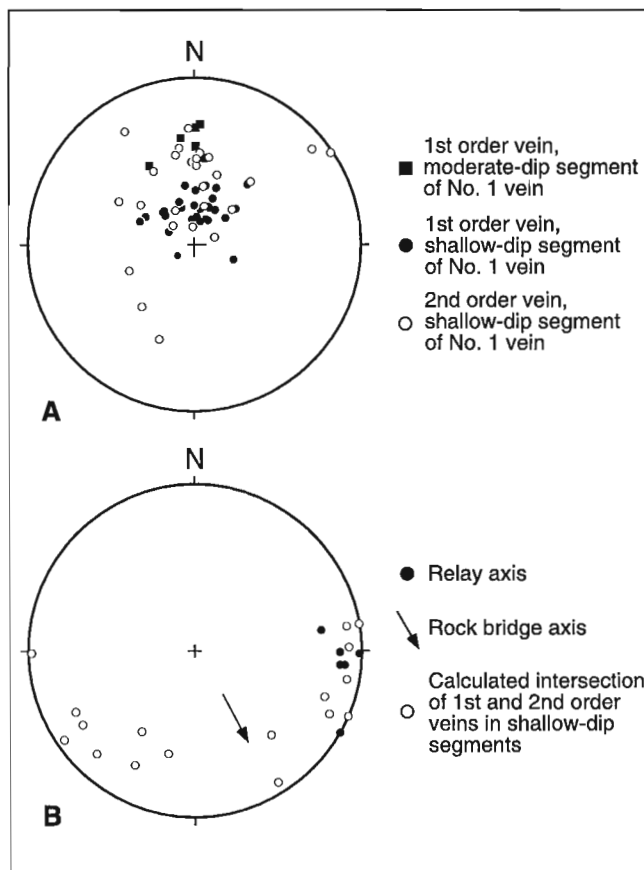 N
1st order vein,
moderate-dip segment
of No. 1 vein
1st order vein,
shallow-dip segment
of No. 1 vein
2nd order vein,
shallow-dip segment
of No. 1 vein
A
N
Relay axis
Rock bridge axis
Calculated intersection
of 1st and 2nd order
veins in shallow-dip
segments
B